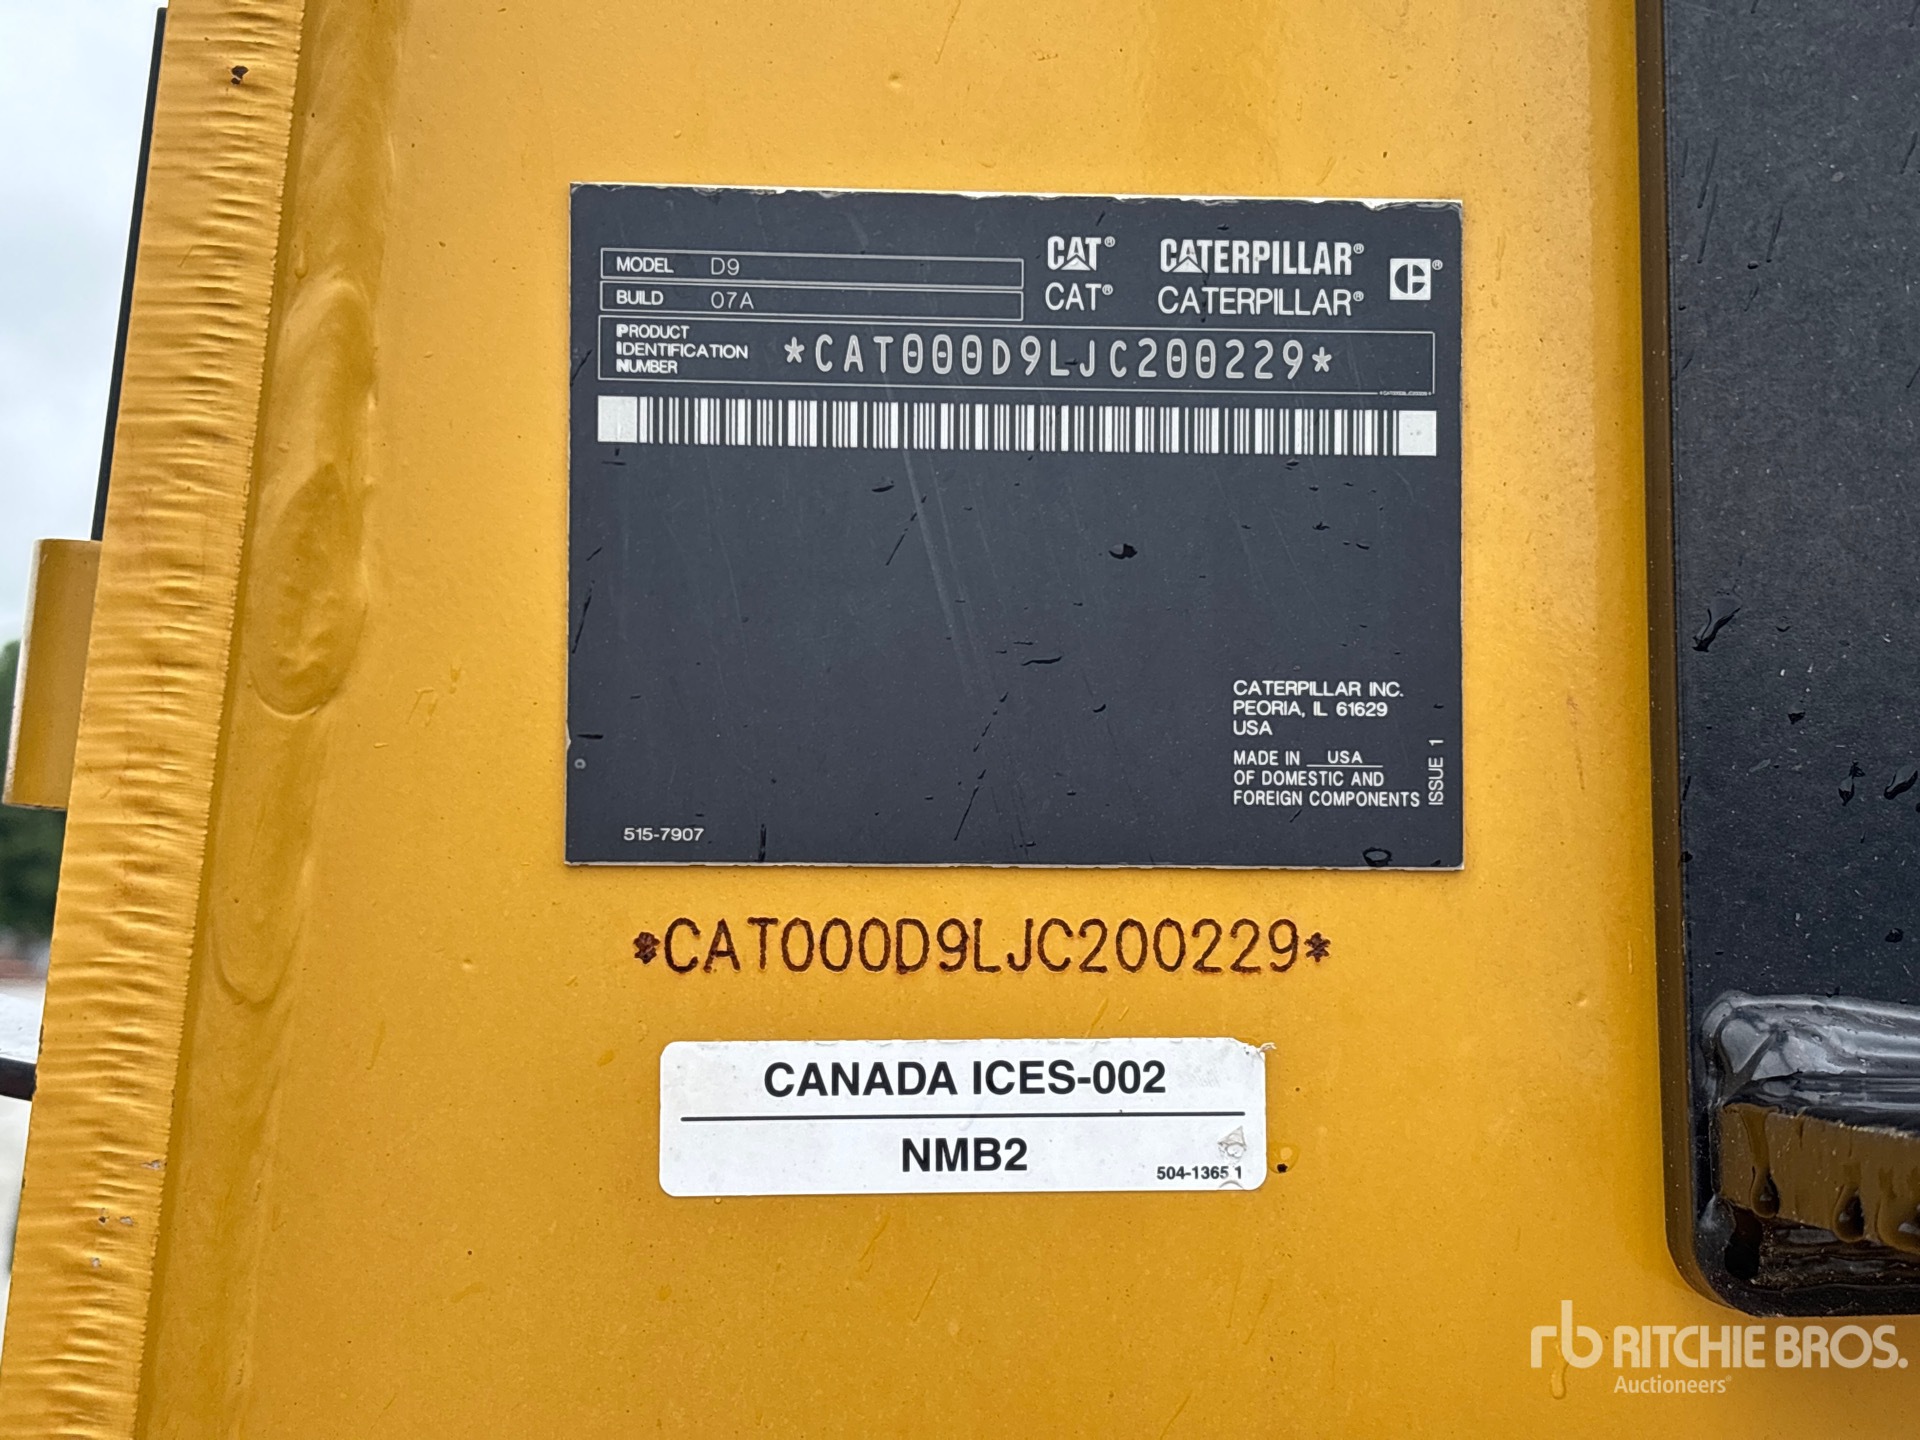 MODEL D9
BUILD 07A
CAT® CATERPILLAR®
CAT® CATERPILLAR®
PRODUCT
IDENTIFICATION
NUMBER
*CAT000D9LJC200229*
CATERPILLAR INC.
PEORIA, IL 61629
USA
MADE IN USA
OF DOMESTIC AND
FOREIGN COMPONENTS
ISSUE 1
515-7907
*CAT000D9LJC200229*
CANADA ICES-002
NMB2
504-1365 1
rb RITCHIE BROS.
Auctioneers